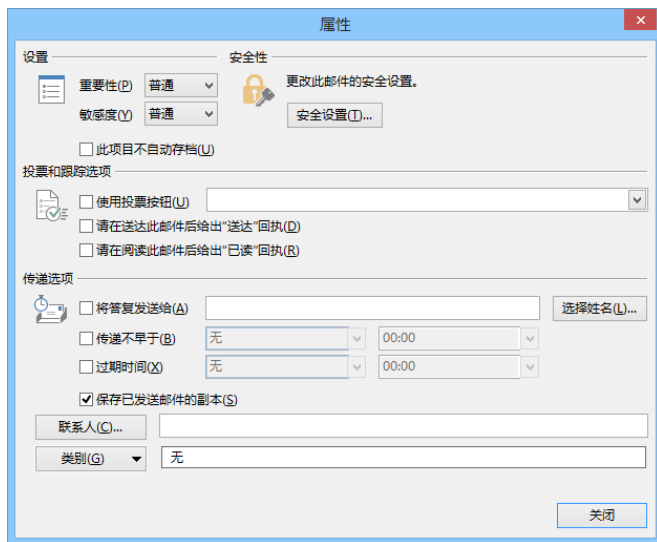 属性
设置
安全性
重要性(P) 普通
更改此邮件的安全设置。
敏感度(Y) 普通
安全设置(T)...
此项目不自动存档(U)
投票和跟踪选项
使用投票按钮(U)
请在送达此邮件后给出"送达"回执(D)
请在阅读此邮件后给出"已读"回执(R)
传递选项
将答复发送给(A)
选择姓名(L)...
传递不早于(B) 无 00:00
过期时间(X) 无 00:00
保存已发送邮件的副本(S)
联系人(C)...
类别(G) 无
关闭